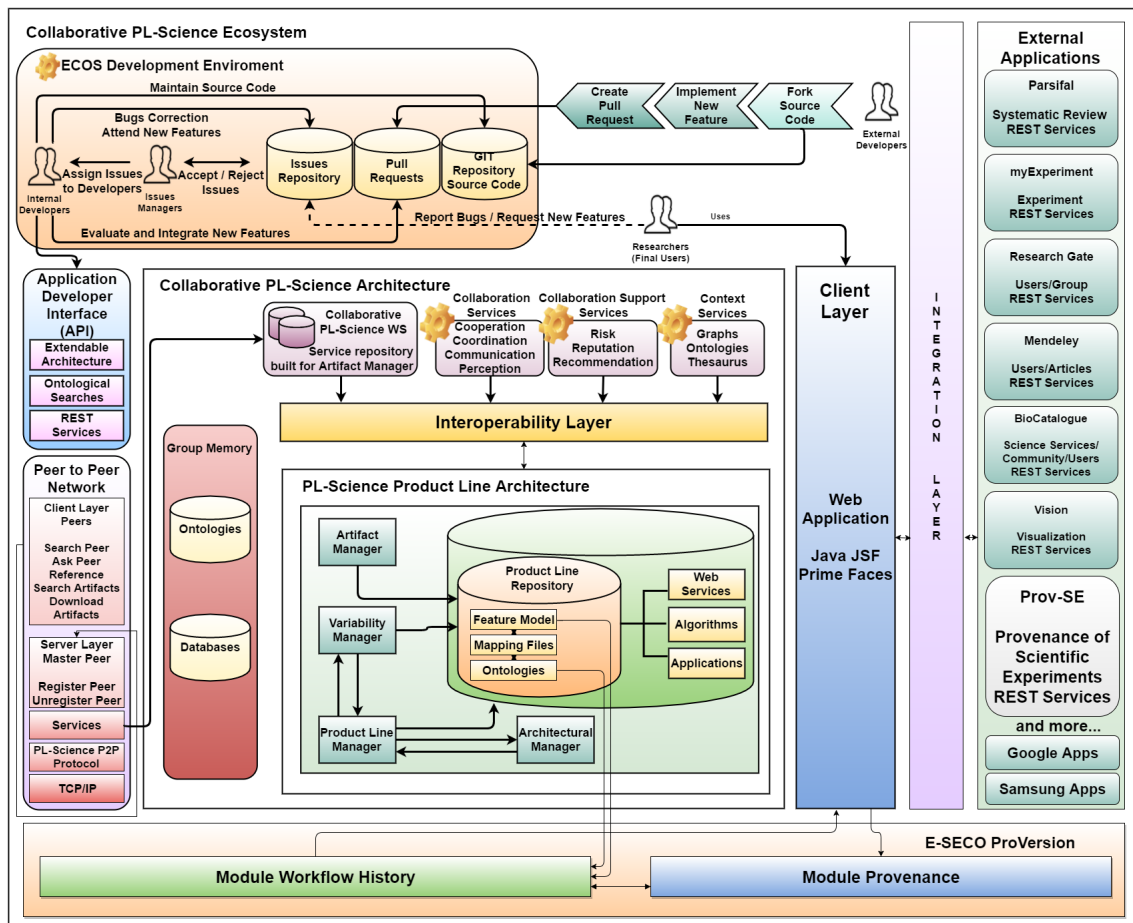 Collaborative PL-Science Ecosystem
ECOS Development Enviroment
Maintain Source Code
Bugs Correction
Attend New Features
Internal
Developers
Assign Issues
to Developers
Issues
Managers
Accept / Reject
Issues
Issues
Repository
Pull
Requests
GIT
Repository
Source Code
Evaluate and Integrate New Features
Create
Pull
Request
Implement
New
Feature
Fork
Source
Code
External
Developers
Report Bugs / Request New Features
Researchers
(Final Users)
Uses
Application
Developer
Interface
(API)
Extendable
Architecture
Ontological
Searches
REST
Services
Peer to Peer
Network
Client Layer
Peers
Search Peer
Ask Peer
Reference
Search Artifacts
Download
Artifacts
Server Layer
Master Peer
Register Peer
Unregister Peer
Services
PL-Science P2P
Protocol
TCP/IP
Collaborative PL-Science Architecture
Collaborative
PL-Science WS
Service repository
built for Artifact Manager
Collaboration
Services
Cooperation
Coordination
Communication
Perception
Collaboration Support
Services
Risk
Reputation
Recommendation
Context
Services
Graphs
Ontologies
Thesaurus
Interoperability Layer
Group Memory
Ontologies
Databases
PL-Science Product Line Architecture
Artifact
Manager
Variability
Manager
Product Line
Manager
Architectural
Manager
Product Line
Repository
Feature Model
Mapping Files
Ontologies
Web
Services
Algorithms
Applications
Client
Layer
Web
Application
Java JSF
Prime Faces
INTEGRATION
LAYER
External
Applications
Parsifal
Systematic Review
REST Services
myExperiment
Experiment
REST Services
Research Gate
Users/Group
REST Services
Mendeley
Users/Articles
REST Services
BioCatalogue
Science Services/
Community/Users
REST Services
Vision
Visualization
REST Services
Prov-SE
Provenance of
Scientific
Experiments
REST Services
and more...
Google Apps
Samsung Apps
E-SECO ProVersion
Module Workflow History
Module Provenance